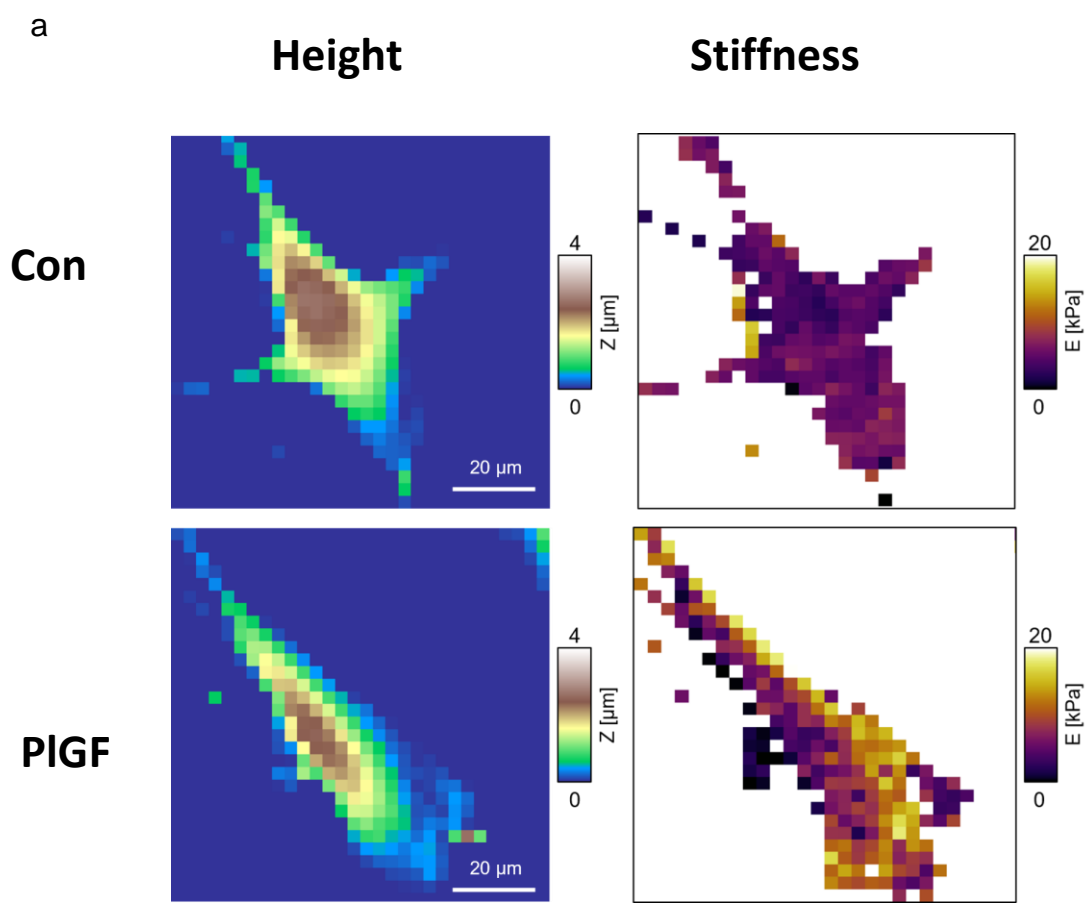 a
Height
Stiffness
Con
4
Z [µm]
0
20 µm
20
E [kPa]
0
PlGF
4
Z [µm]
0
20 µm
20
E [kPa]
0